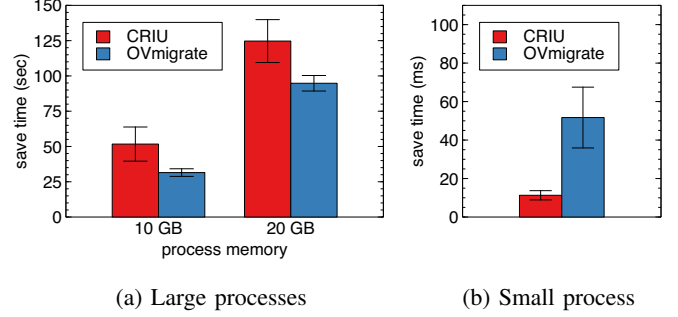 150
125
100
75
50
25
0
save time (sec)
CRIU
OVmigrate
10 GB
20 GB
process memory
(a) Large processes
100
80
60
40
20
0
save time (ms)
CRIU
OVmigrate
(b) Small process